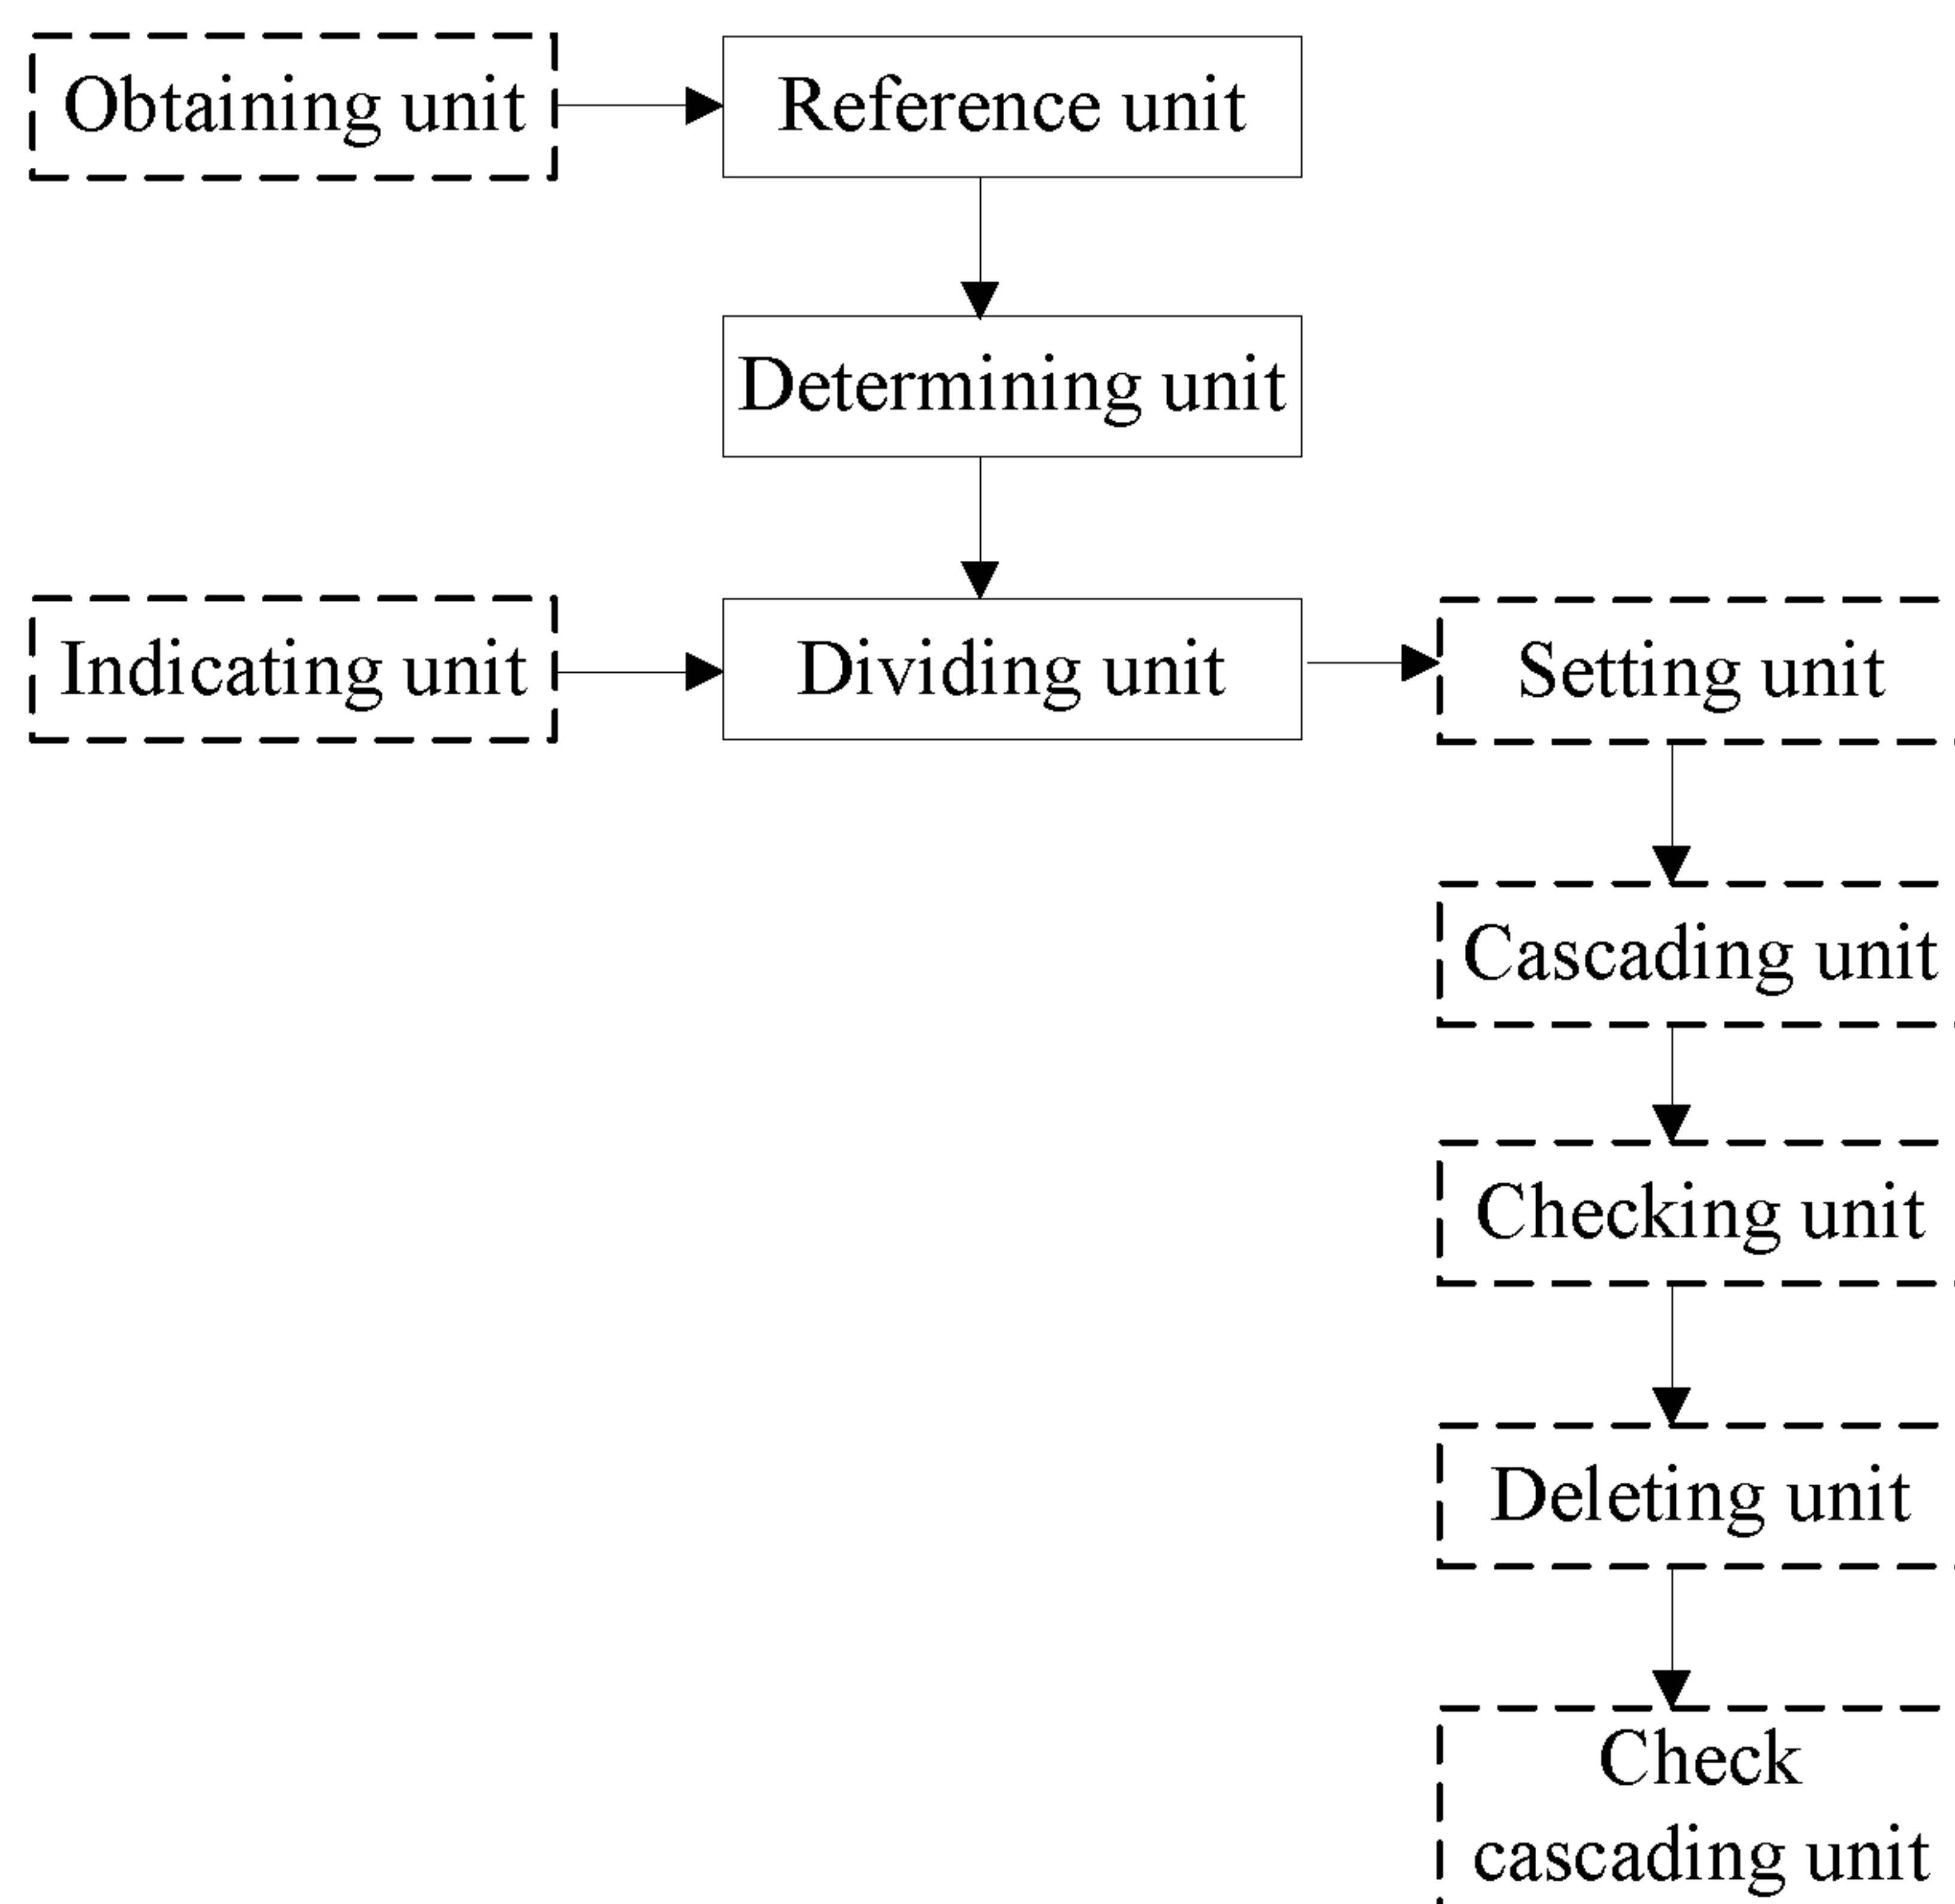 Obtaining unit
Reference unit
Determining unit
Indicating unit
Dividing unit
Setting unit
Cascading unit
Checking unit
Deleting unit
Check
cascading unit